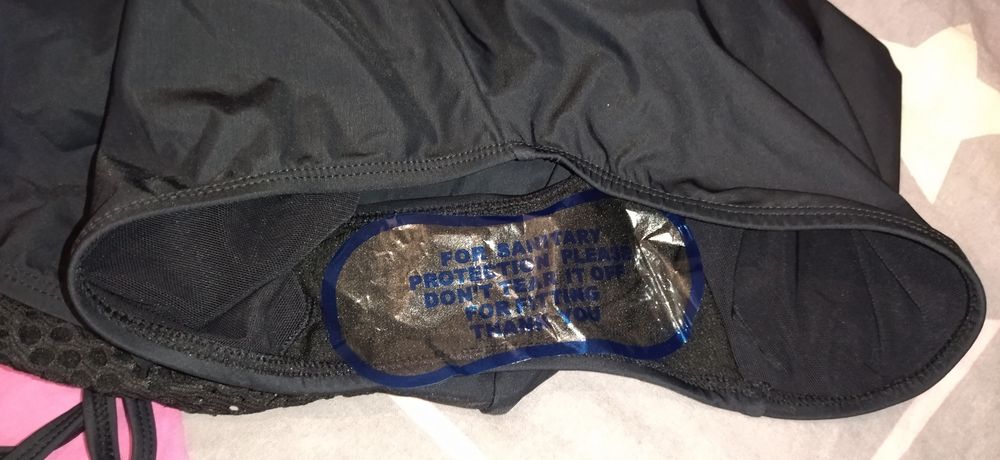 FOR SANITARY
PROTECTION PLEASE
DON'T TEAR IT OFF
FOR FITTING
THANK YOU